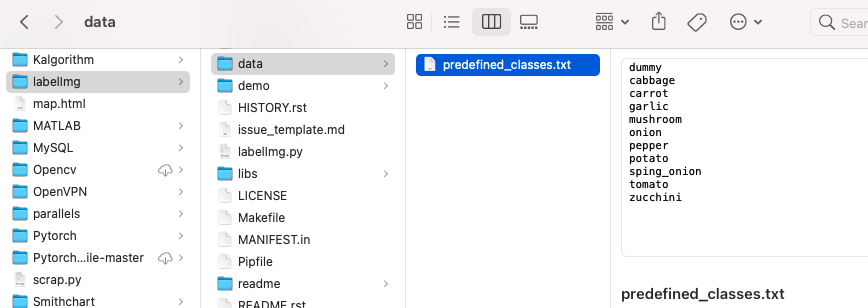 data
Sear
Kalgorithm
labelImg
map.html
MATLAB
MySQL
Opencv
OpenVPN
parallels
Pytorch
Pytorch...ile-master
scrap.py
Smithchart
data
demo
HISTORY.rst
issue_template.md
labelImg.py
libs
LICENSE
Makefile
MANIFEST.in
Pipfile
readme
README.rst
predefined_classes.txt
dummy
cabbage
carrot
garlic
mushroom
onion
pepper
potato
sping_onion
tomato
zucchini
predefined_classes.txt